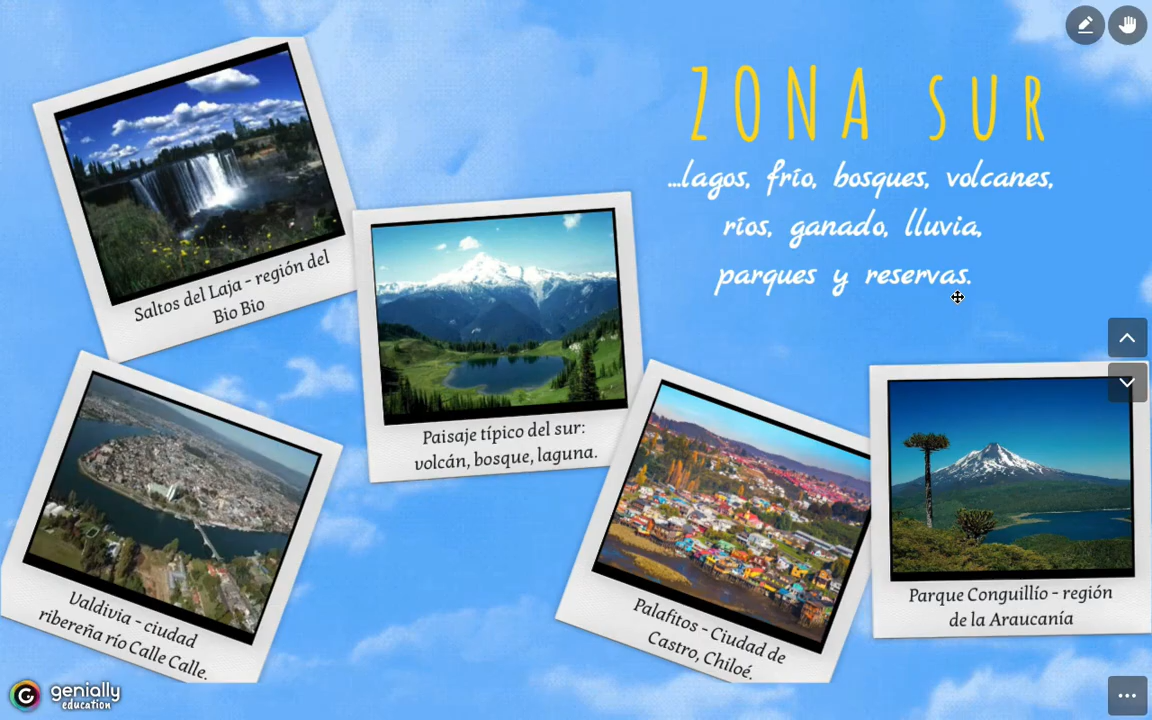 ZONA SUR
...lagos, frío, bosques, volcanes,
ríos, ganado, lluvia,
parques y reservas.
Saltos del Laja - región del
Bio Bio
Paisaje típico del sur:
volcán, bosque, laguna.
Valdivia - ciudad
ribereña río Calle Calle.
Palafitos - Ciudad de
Castro, Chiloé.
Parque Conguillío - región
de la Araucanía
genially
education